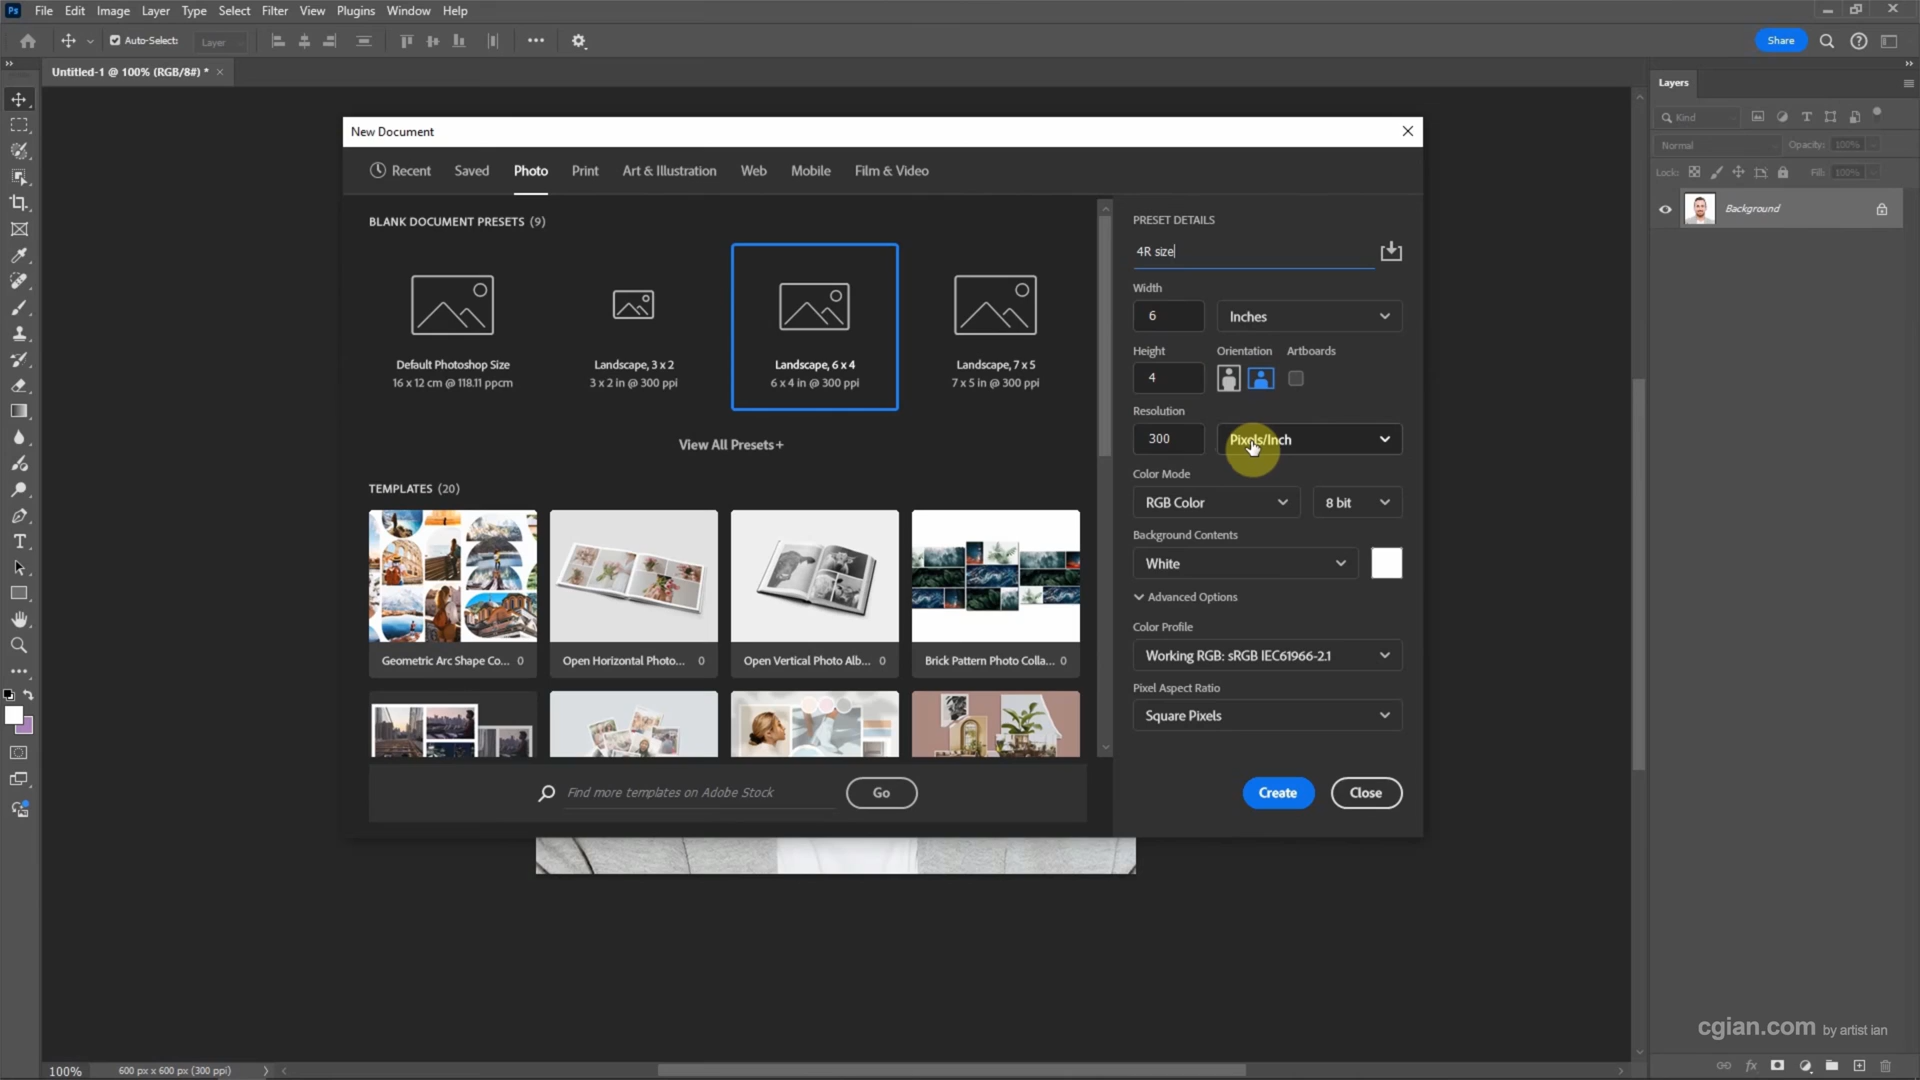 Ps File Edit Image Layer Type Select Filter View Plugins Window Help
Auto-Select: Layer Share
Untitled-1 @ 100% (RGB/8#) * ×
Layers
Kind
Normal Opacity: 100%
Lock: Fill: 100%
Background
New Document
Recent Saved Photo Print Art & Illustration Web Mobile Film & Video
BLANK DOCUMENT PRESETS (9)
Default Photoshop Size
16 x 12 cm @ 118.11 ppcm
Landscape, 3 x 2
3 x 2 in @ 300 ppi
Landscape, 6 x 4
6 x 4 in @ 300 ppi
Landscape, 7 x 5
7 x 5 in @ 300 ppi
View All Presets+
TEMPLATES (20)
Geometric Arc Shape Co... 0
Open Horizontal Photo... 0
Open Vertical Photo Alb... 0
Brick Pattern Photo Colla... 0
Find more templates on Adobe Stock
Go
PRESET DETAILS
4R size
Width
6 Inches
Height Orientation Artboards
4
Resolution
300 Pixels/Inch
Color Mode
RGB Color 8 bit
Background Contents
White
Advanced Options
Color Profile
Working RGB: sRGB IEC61966-2.1
Pixel Aspect Ratio
Square Pixels
Create Close
cgian.com by artist ian
100% 600 px x 600 px (300 ppi)
fx